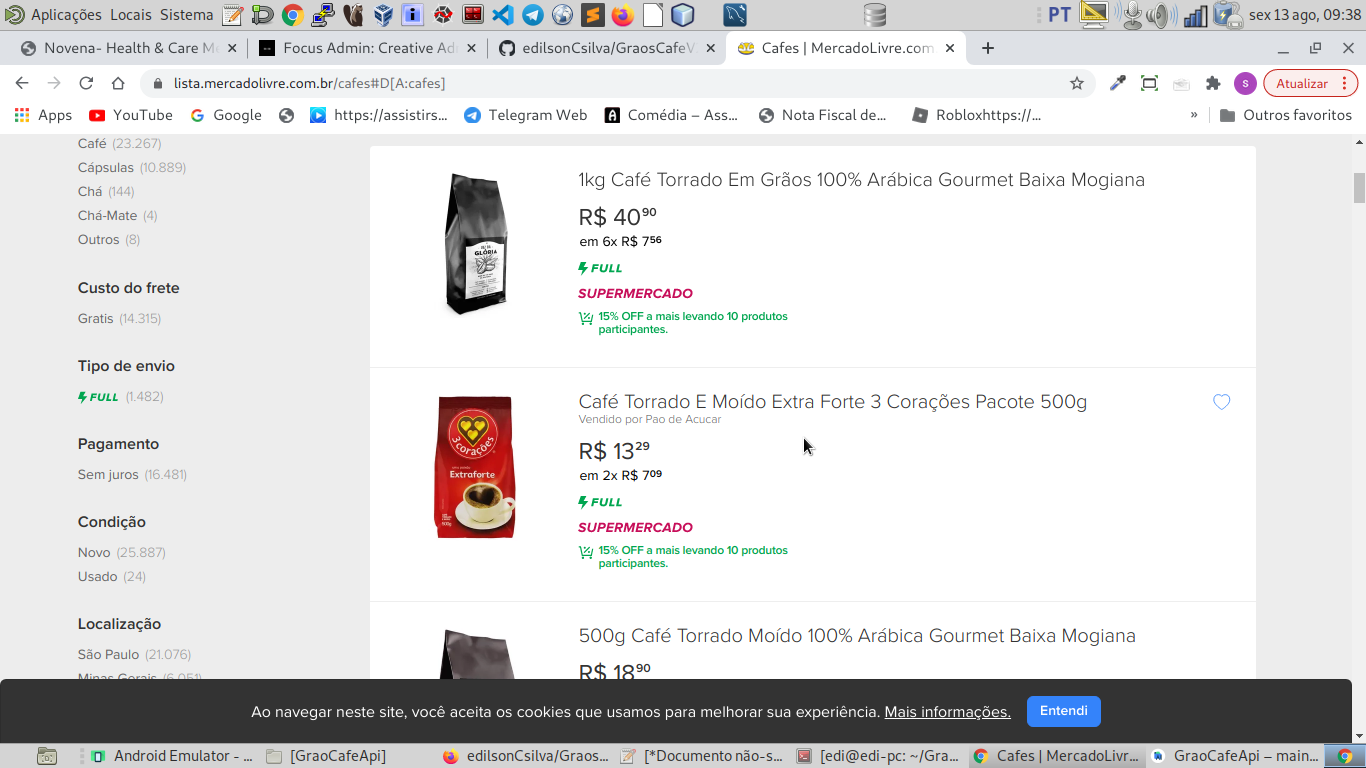 Aplicações Locais Sistema
PT
sex 13 ago, 09:38
Novena- Health & Care Me
Focus Admin: Creative Ad
edilsonCsilva/GraosCafeV
Cafes | MercadoLivre.com
lista.mercadolivre.com.br/cafes#D[A:cafes]
s
Atualizar
Apps
YouTube
Google
https://assistirs...
Telegram Web
Comédia – Ass...
Nota Fiscal de...
Robloxhttps://...
»
Outros favoritos
Café (23.267)
Cápsulas (10.889)
Chá (144)
Chá-Mate (4)
Outros (8)
Custo do frete
Gratis (14.315)
Tipo de envio
FULL (1.482)
Pagamento
Sem juros (16.481)
Condição
Novo (25.887)
Usado (24)
Localização
São Paulo (21.076)
Minas Gerais (6.051)
GLÓRIA
1kg Café Torrado Em Grãos 100% Arábica Gourmet Baixa Mogiana
R$ 40 90
em 6x R$ 7 56
FULL
SUPERMERCADO
15% OFF a mais levando 10 produtos
participantes.
3 corações
Extraforte
500g
Café Torrado E Moído Extra Forte 3 Corações Pacote 500g
Vendido por Pao de Acucar
R$ 13 29
em 2x R$ 7 09
FULL
SUPERMERCADO
15% OFF a mais levando 10 produtos
participantes.
500g Café Torrado Moído 100% Arábica Gourmet Baixa Mogiana
R$ 18 90
Ao navegar neste site, você aceita os cookies que usamos para melhorar sua experiência. Mais informações.
Entendi
Android Emulator - ...
[GraoCafeApi]
edilsonCsilva/Graos...
[*Documento não-s...
[edi@edi-pc: ~/Gra...
Cafes | MercadoLivr...
GraoCafeApi – main...